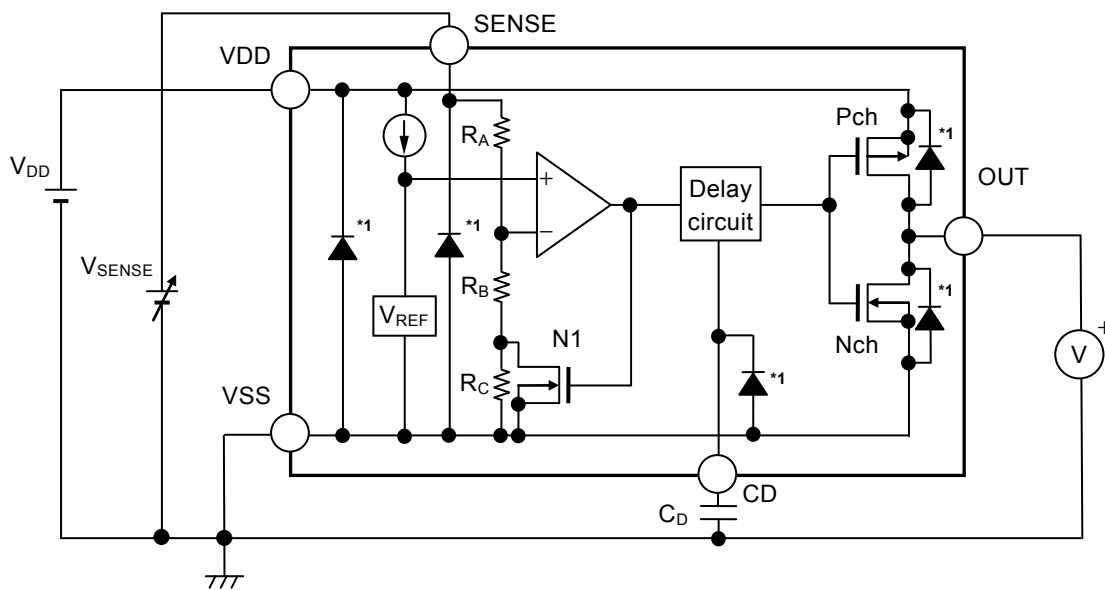 SENSE
VDD
Pch
*1
RA
*1
OUT
VDD
+
Delay
circuit
*1
*1
−
VSENSE
RB
*1
+
VREF
N1
Nch
V
RC
*1
VSS
CD
CD